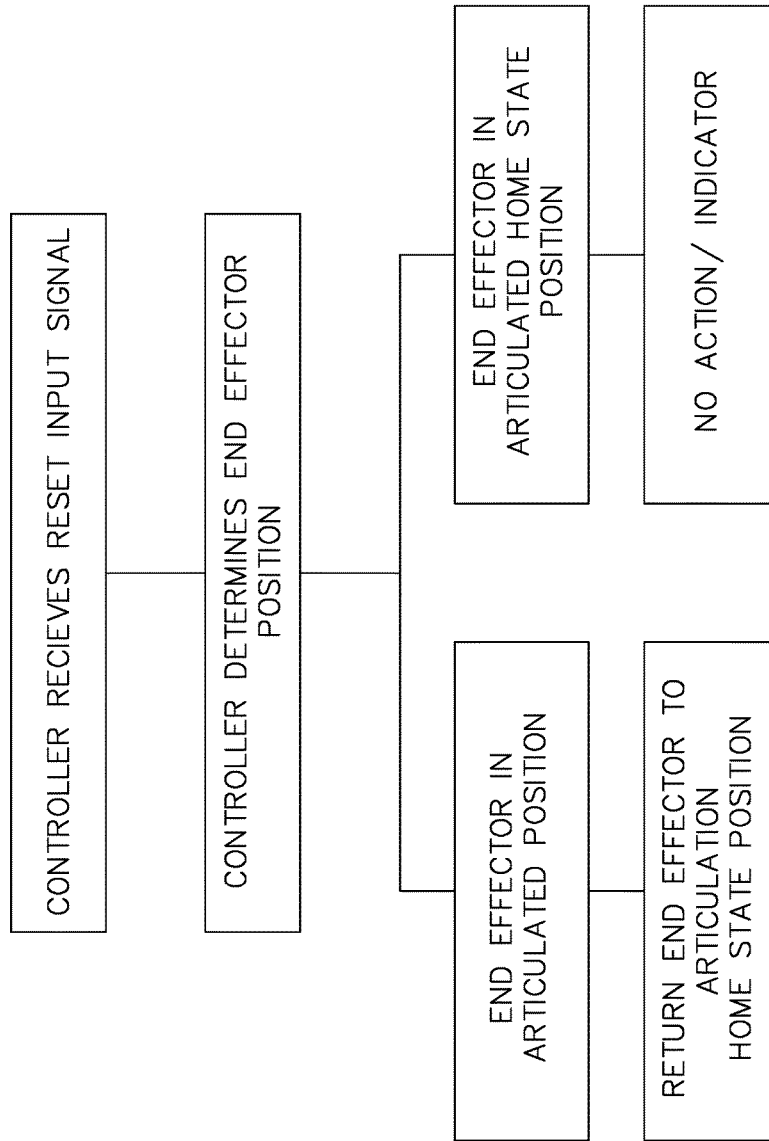 CONTROLLER RECIEVES RESET INPUT SIGNAL
CONTROLLER DETERMINES END EFFECTOR
POSITION
END EFFECTOR IN
ARTICULATED POSITION
RETURN END EFFECTOR TO
ARTICULATION
HOME STATE POSITION
END EFFECTOR IN
ARTICULATED HOME STATE
POSITION
NO ACTION/ INDICATOR